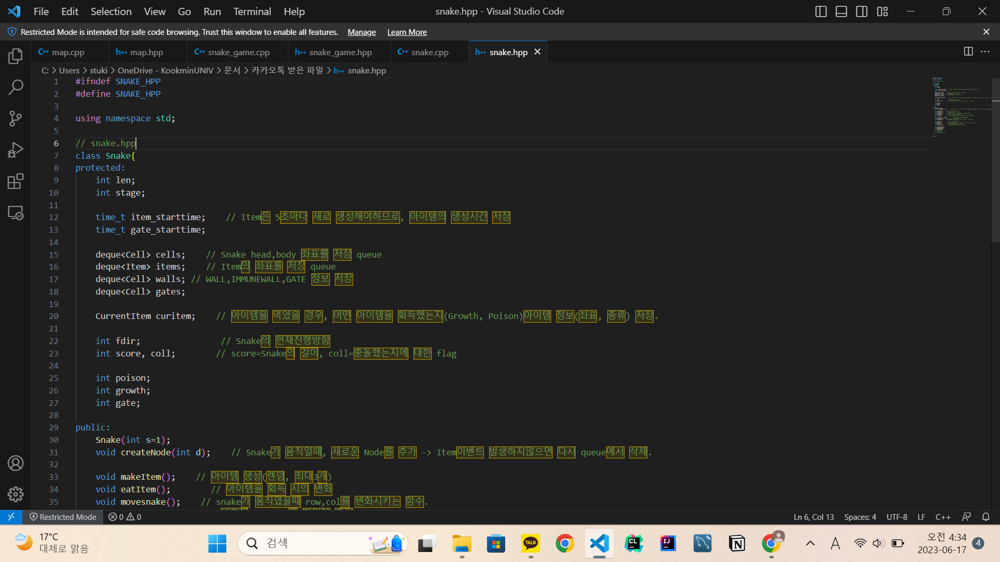 File Edit Selection View Go Run Terminal Help
snake.hpp - Visual Studio Code
Restricted Mode is intended for safe code browsing. Trust this window to enable all features. Manage Learn More
map.cpp map.hpp snake_game.cpp snake_game.hpp snake.cpp snake.hpp
C: > Users > stuki > OneDrive - KookminUNIV > 문서 > 카카오톡 받은 파일 > snake.hpp
1 #ifndef SNAKE_HPP
2 #define SNAKE_HPP
3
4 using namespace std;
5
6 // snake.hpp
7 class Snake{
8 protected:
9 int len;
10 int stage;
11
12 time_t item_starttime; // Item은 5초마다 새로 생성해야하므로, 아이템의 생성시간 저장
13 time_t gate_starttime;
14
15 deque<Cell> cells; // Snake head,body 좌표를 저장 queue
16 deque<Item> items; // Item의 좌표를 저장 queue
17 deque<Cell> walls; // WALL,IMMUNEWALL,GATE 정보 저장
18 deque<Cell> gates;
19
20 CurrentItem curitem; // 아이템을 먹었을 경우, 어떤 아이템을 획득했는지(Growth, Poison)아이템 정보(좌표, 종류) 저장.
21
22 int fdir; // Snake의 현재진행방향
23 int score, coll; // score=Snake의 길이, coll=충돌했는지에 대한 flag
24
25 int poison;
26 int growth;
27 int gate;
28
29 public:
30 Snake(int s=1);
31 void createNode(int d); // Snake가 움직일때, 새로운 Node를 추가 -> Item이벤트 발생하지않으면 다시 queue에서 삭제.
32
33 void makeItem(); // 아이템 생성(랜덤, 최대3개)
34 void eatItem(); // 아이템을 획득 시의 변화
35 void movesnake(); // snake가 움직였을때 row,col를 변화시키는 함수.
Restricted Mode 0 0 Ln 6, Col 13 Spaces: 4 UTF-8 LF C++
17°C
대체로 맑음
검색
TALK
CL
IJ
N
A
오전 4:34
2023-06-17
4